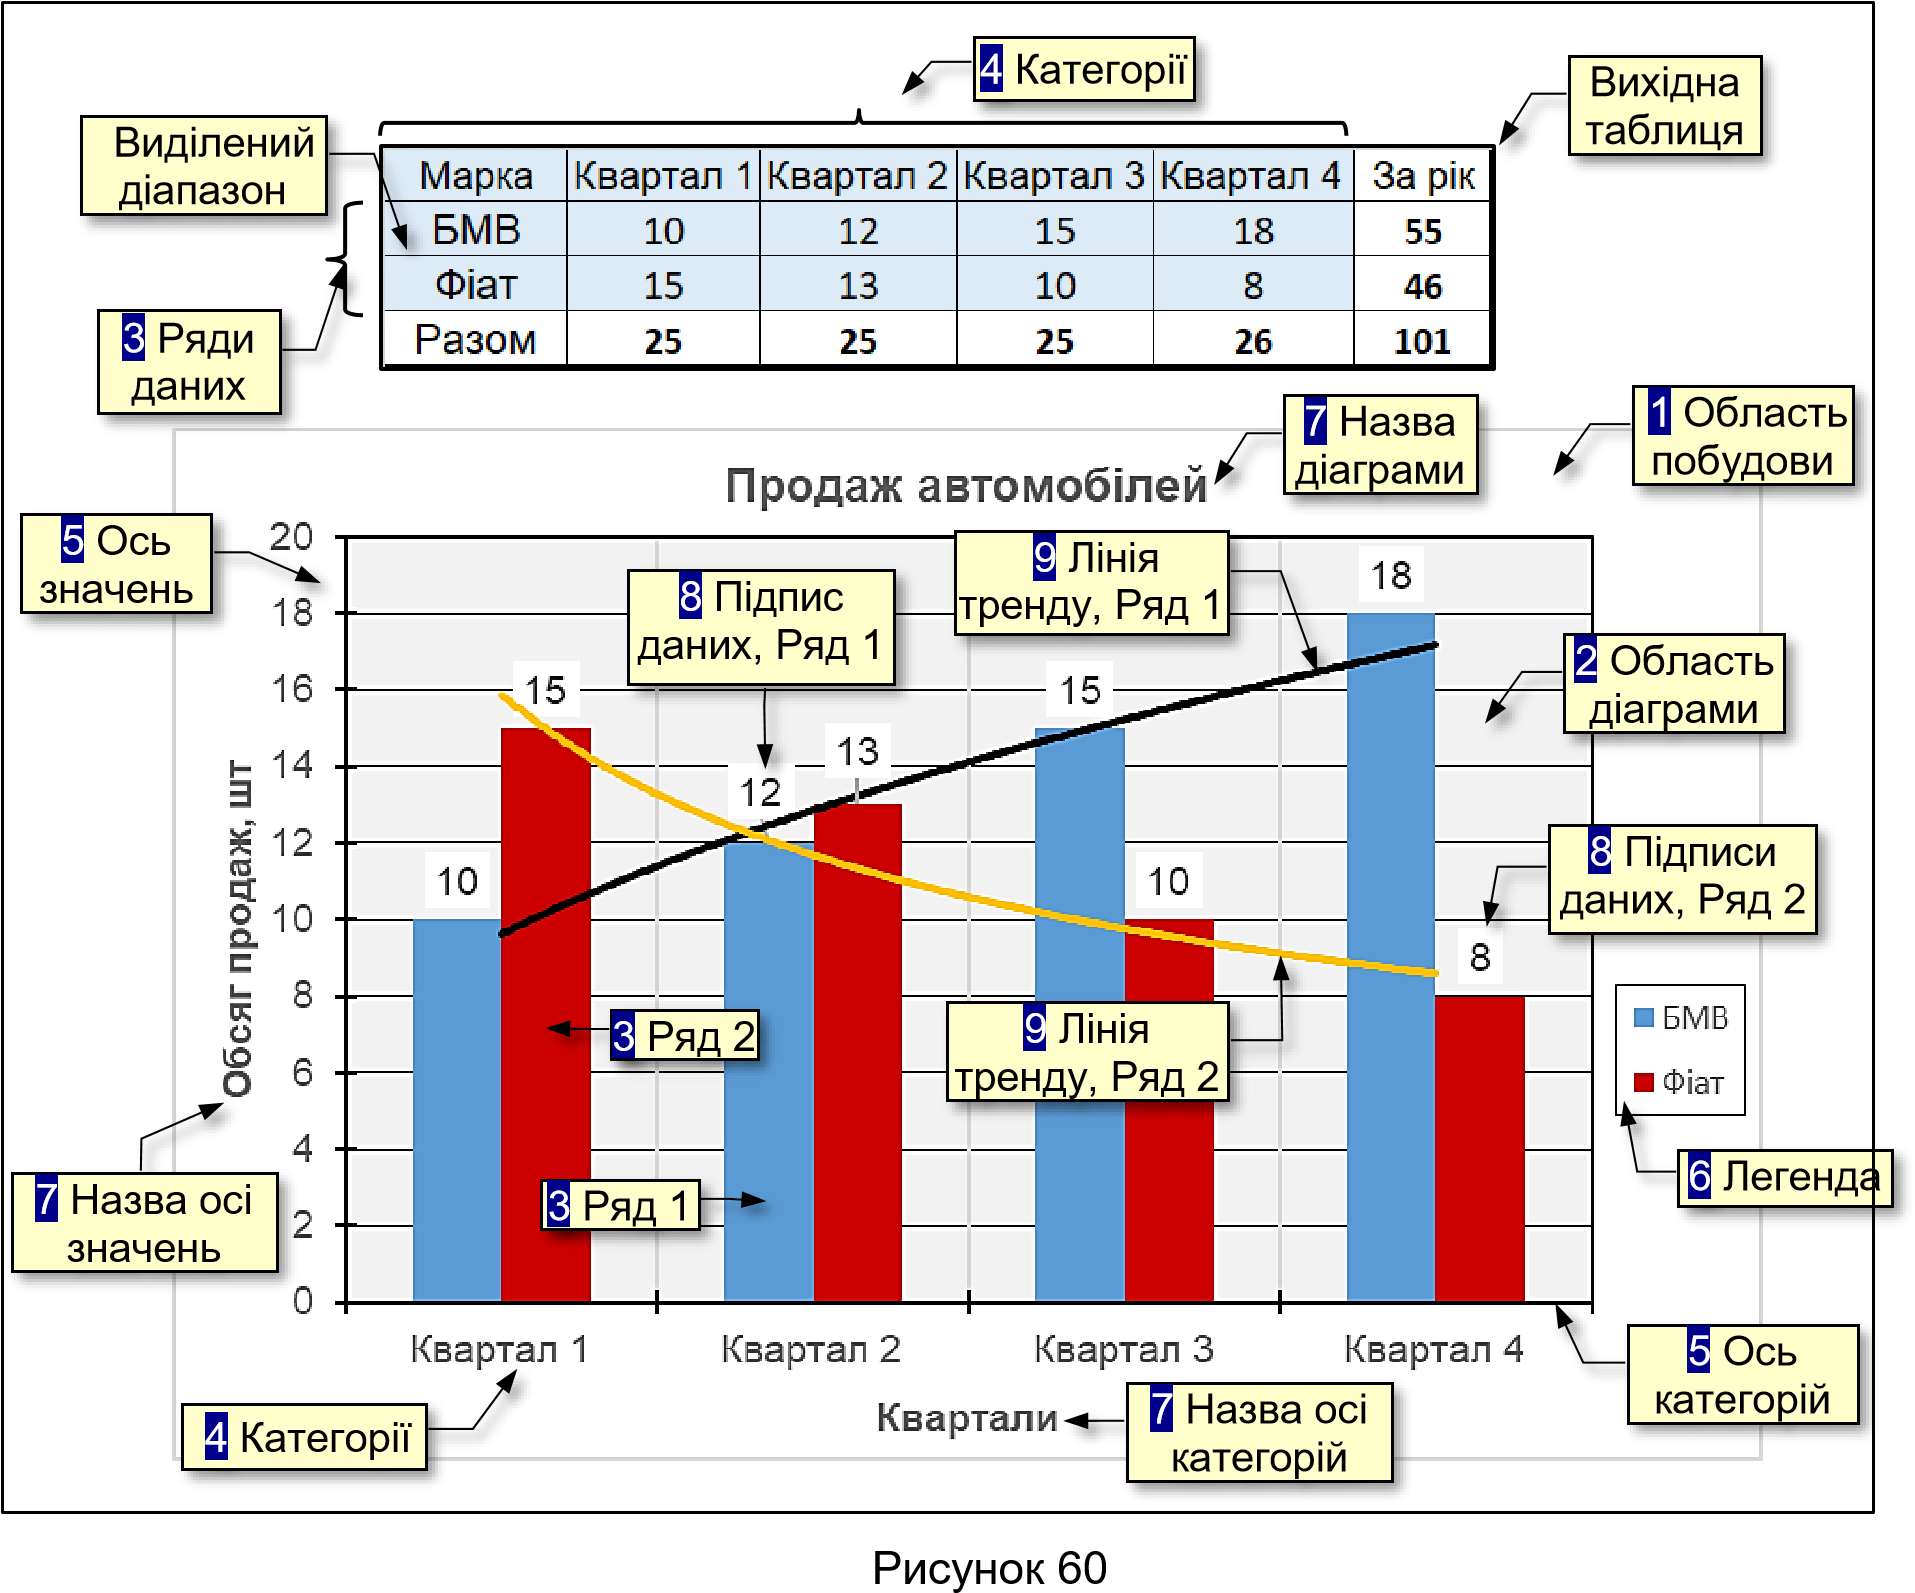 4 Категорії
Вихідна
таблиця
Виділений
діапазон
Марка Квартал 1 Квартал 2 Квартал 3 Квартал 4 За рік
БМВ 10 12 15 18 55
Фіат 15 13 10 8 46
Разом 25 25 25 26 101
3 Ряди
даних
7 Назва
діаграми
1 Область
побудови
Продаж автомобілей
5 Ось
значень
20
18
16
14
12
10
8
6
4
2
0
Обсяг продаж, шт
8 Підпис
даних, Ряд 1
9 Лінія
тренду, Ряд 1
18
2 Область
діаграми
15
15
13
12
10
10
8
8 Підписи
даних, Ряд 2
3 Ряд 2
9 Лінія
тренду, Ряд 2
БМВ
Фіат
6 Легенда
7 Назва осі
значень
3 Ряд 1
Квартал 1 Квартал 2 Квартал 3 Квартал 4
5 Ось
категорій
4 Категорії
Квартали
7 Назва осі
категорій
Рисунок 60